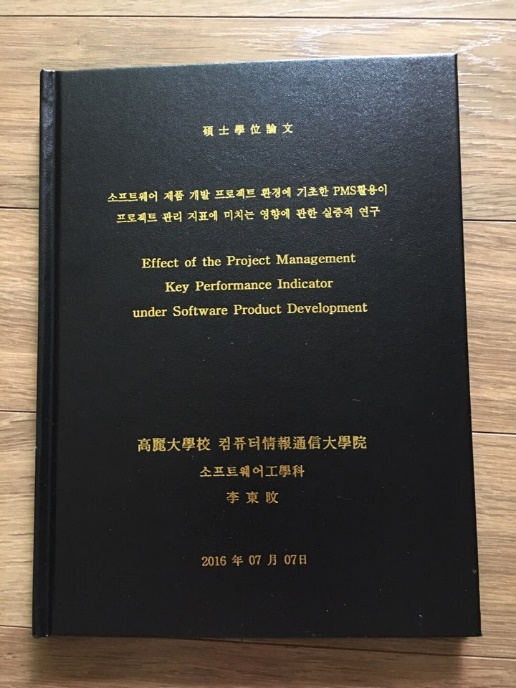 碩士學位論文
소프트웨어 제품 개발 프로젝트 환경에 기초한 PMS활용이
프로젝트 관리 지표에 미치는 영향에 관한 실증적 연구
Effect of the Project Management
Key Performance Indicator
under Software Product Development
高麗大學校 컴퓨터情報通信大學院
소프트웨어工學科
李東旼
2016 年 07 月 07日